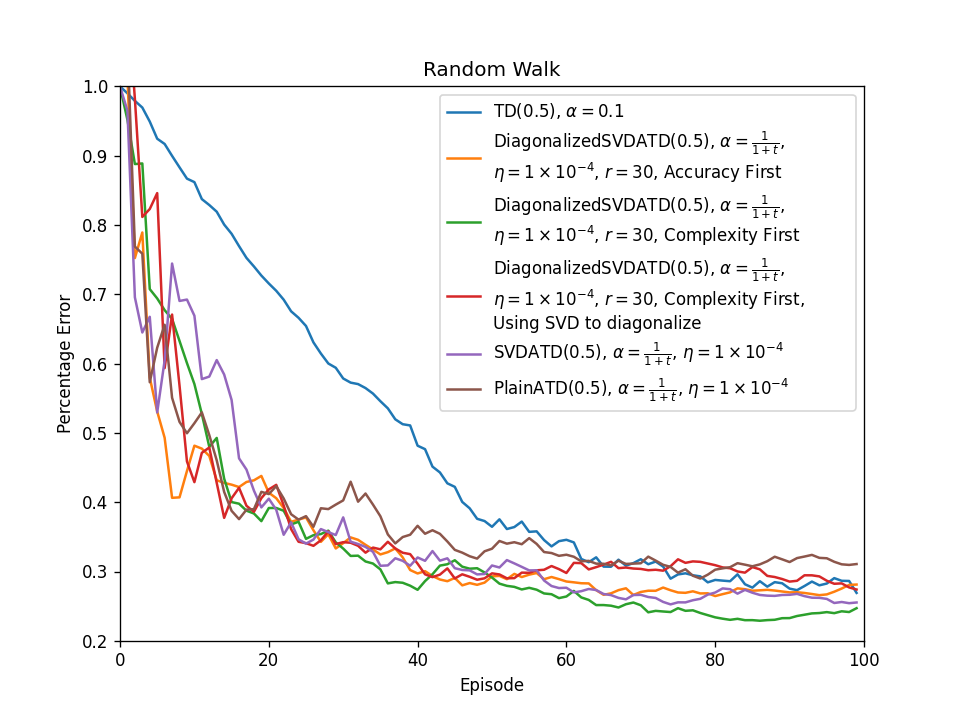 Random Walk
1.0
0.9
0.8
0.7
0.6
0.5
0.4
0.3
0.2
Percentage Error
0 20 40 60 80 100
Episode
TD(0.5), α = 0.1
DiagonalizedSVDATD(0.5), α = 1/(1+t),
η = 1 × 10⁻⁴, r = 30, Accuracy First
DiagonalizedSVDATD(0.5), α = 1/(1+t),
η = 1 × 10⁻⁴, r = 30, Complexity First
DiagonalizedSVDATD(0.5), α = 1/(1+t),
η = 1 × 10⁻⁴, r = 30, Complexity First,
Using SVD to diagonalize
SVDATD(0.5), α = 1/(1+t), η = 1 × 10⁻⁴
PlainATD(0.5), α = 1/(1+t), η = 1 × 10⁻⁴